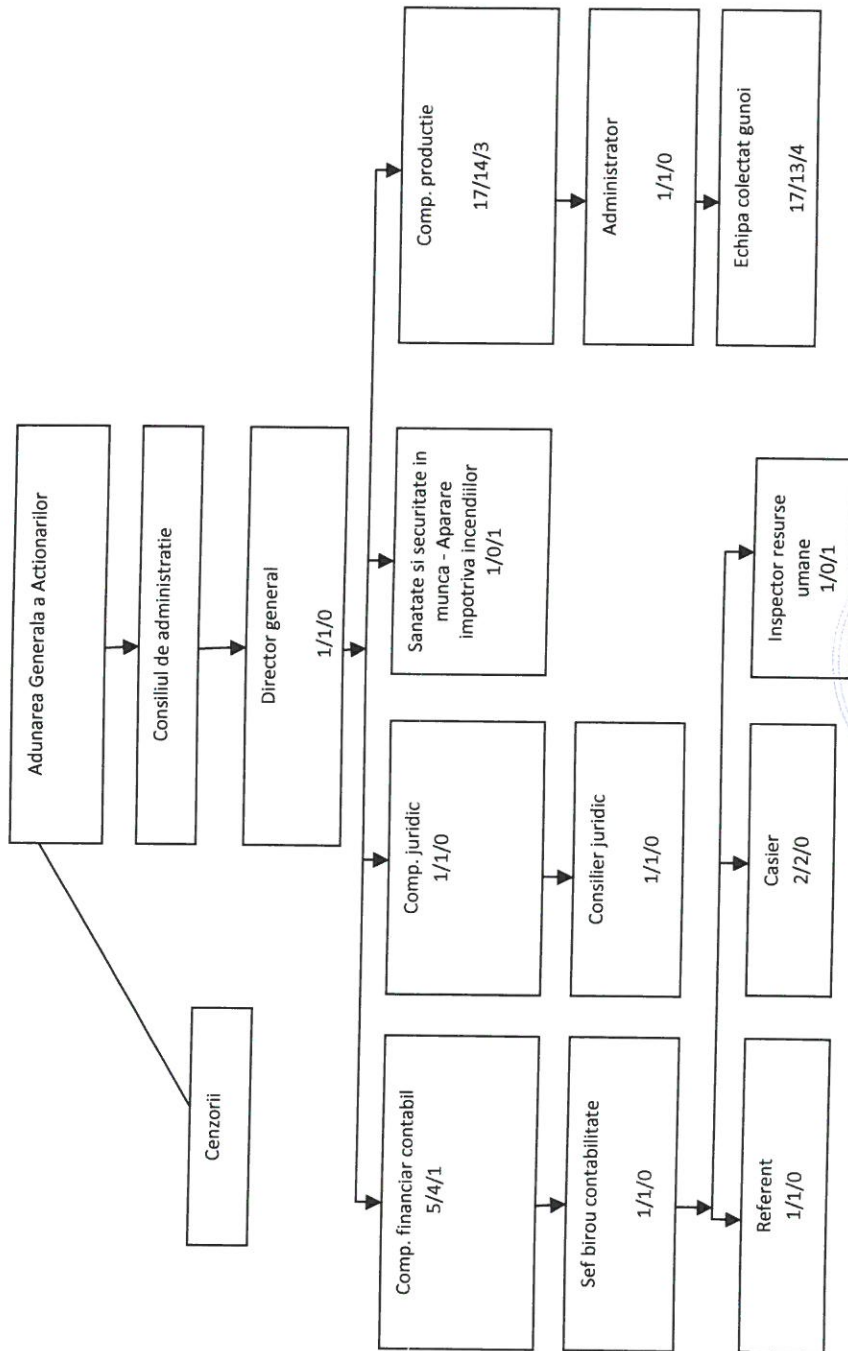 Adunarea Generala a Actionarilor
Cenzorii
Consiliul de administratie
Director general
1/1/0
Comp. financiar contabil
5/4/1
Comp. juridic
1/1/0
Sanatate si securitate in
munca - Aparare
impotriva incendiilor
1/0/1
Comp. productie
17/14/3
Sef birou contabilitate
1/1/0
Consilier juridic
1/1/0
Administrator
1/1/0
Referent
1/1/0
Casier
2/2/0
Inspector resurse
umane
1/0/1
Echipa colectat gunoi
17/13/4